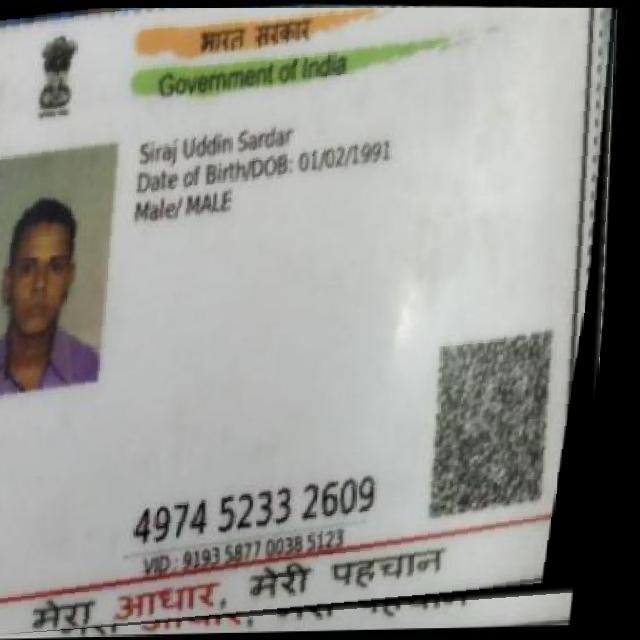 भारत सरकार
Government of India
Siraj Uddin Sardar
Date of Birth/DOB: 01/02/1991
Male/ MALE
4974 5233 2609
VID : 9193 5877 0038 5123
मेरा आधार, मेरी पहचान